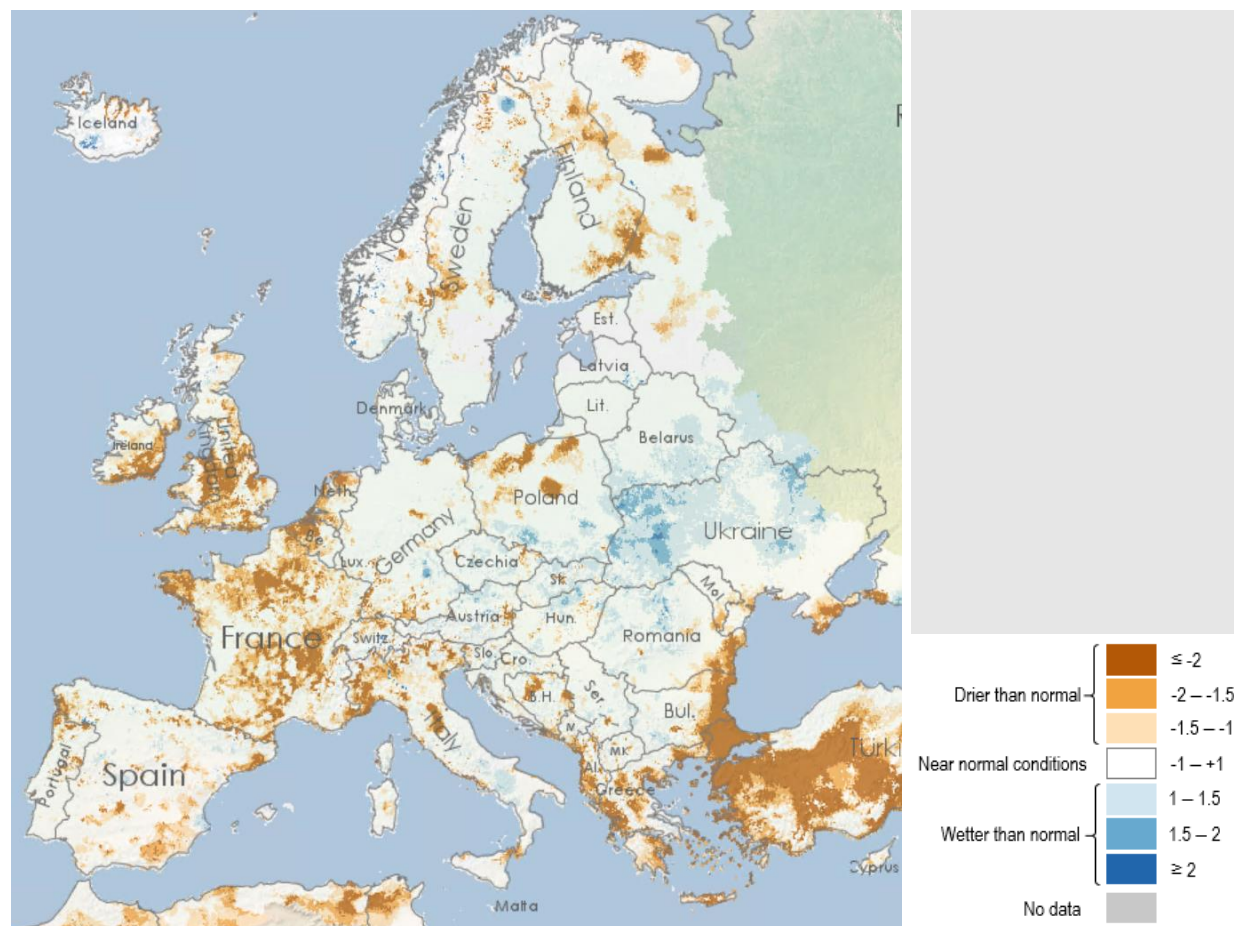 Iceland
Norway
Sweden
Finland
R
Est.
Latvia
Lit.
Denmark
Belarus
Ireland
United
Kingdom
Neth.
Be.
Lux.
Germany
Poland
Ukraine
Czechia
Sl.
Mol.
Austria
Hun.
France
Switz.
Slo.
Cro.
Romania
B.H.
Ser.
Bul.
Italy
N.
MK.
Al.
Türki
Portugal
Spain
Greece
Cyprus
Malta
Drier than normal
≤ -2
-2 – -1.5
-1.5 – -1
Near normal conditions
-1 – +1
Wetter than normal
1 – 1.5
1.5 – 2
≥ 2
No data